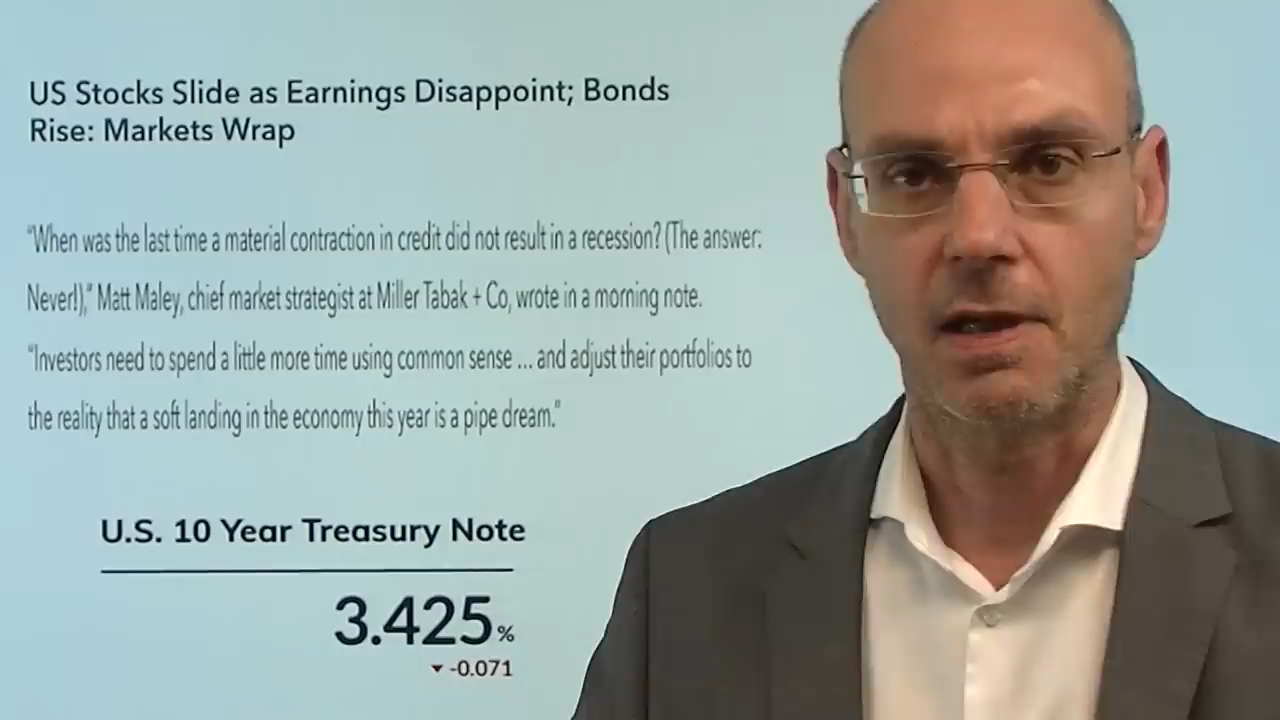 US Stocks Slide as Earnings Disappoint; Bonds
Rise: Markets Wrap
"When was the last time a material contraction in credit did not result in a recession? (The answer:
Never!)," Matt Maley, chief market strategist at Miller Tabak + Co, wrote in a morning note.
"Investors need to spend a little more time using common sense ... and adjust their portfolios to
the reality that a soft landing in the economy this year is a pipe dream."
U.S. 10 Year Treasury Note
3.425%
▼ -0.071